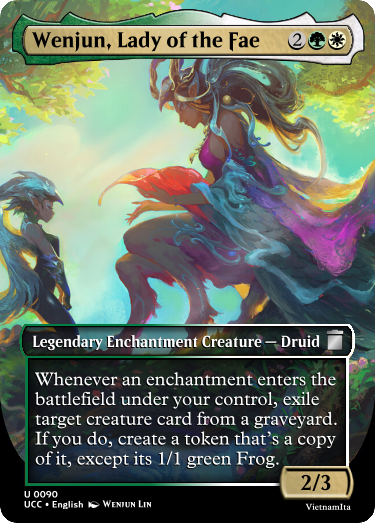 Wenjun, Lady of the Fae 2
Legendary Enchantment Creature — Druid
Whenever an enchantment enters the
battlefield under your control, exile
target creature card from a graveyard.
If you do, create a token that's a copy
of it, except its 1/1 green Frog.
2/3
U 0090
UCC • English Wenjun Lin
VietnamIta